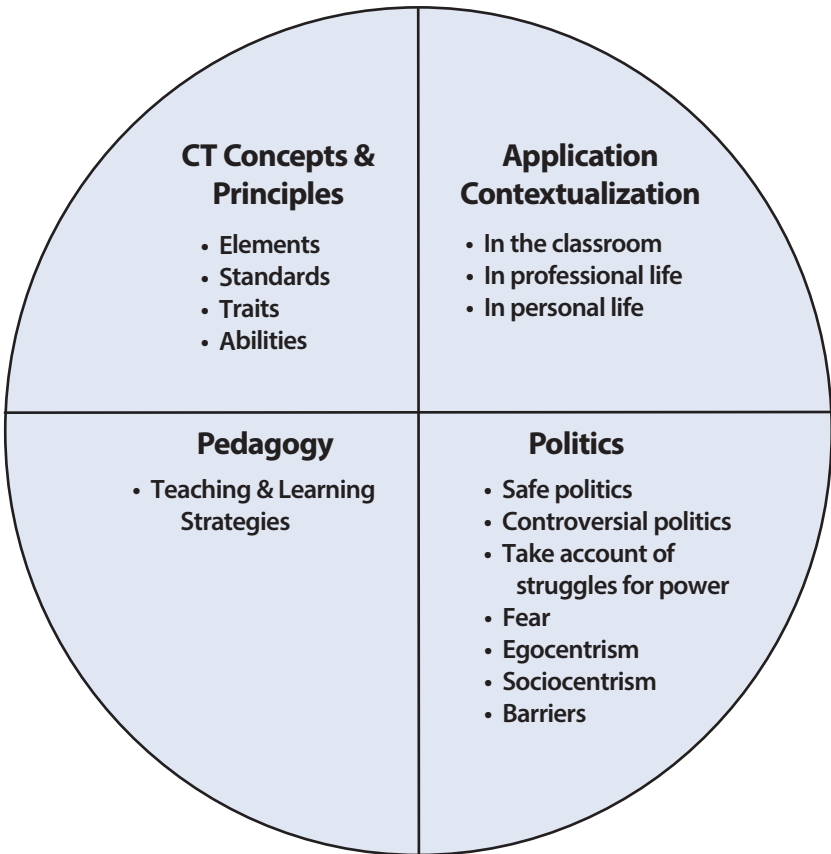 CT Concepts &
Principles
• Elements
• Standards
• Traits
• Abilities
Application
Contextualization
• In the classroom
• In professional life
• In personal life
Pedagogy
• Teaching & Learning
Strategies
Politics
• Safe politics
• Controversial politics
• Take account of
struggles for power
• Fear
• Egocentrism
• Sociocentrism
• Barriers